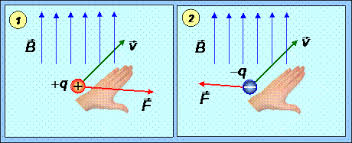 1
B⃗
v⃗
+q
+
F⃗
2
B⃗
v⃗
−q
−
F⃗